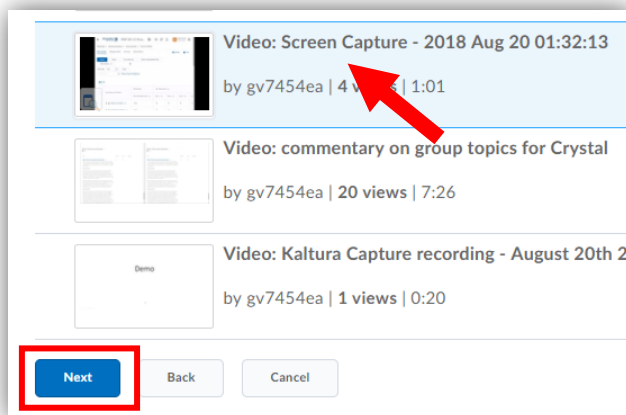 Video: Screen Capture - 2018 Aug 20 01:32:13
by gv7454ea | 4 | 1:01
Video: commentary on group topics for Crystal
by gv7454ea | 20 views | 7:26
Demo
Video: Kaltura Capture recording - August 20th 2
by gv7454ea | 1 views | 0:20
Next Back Cancel